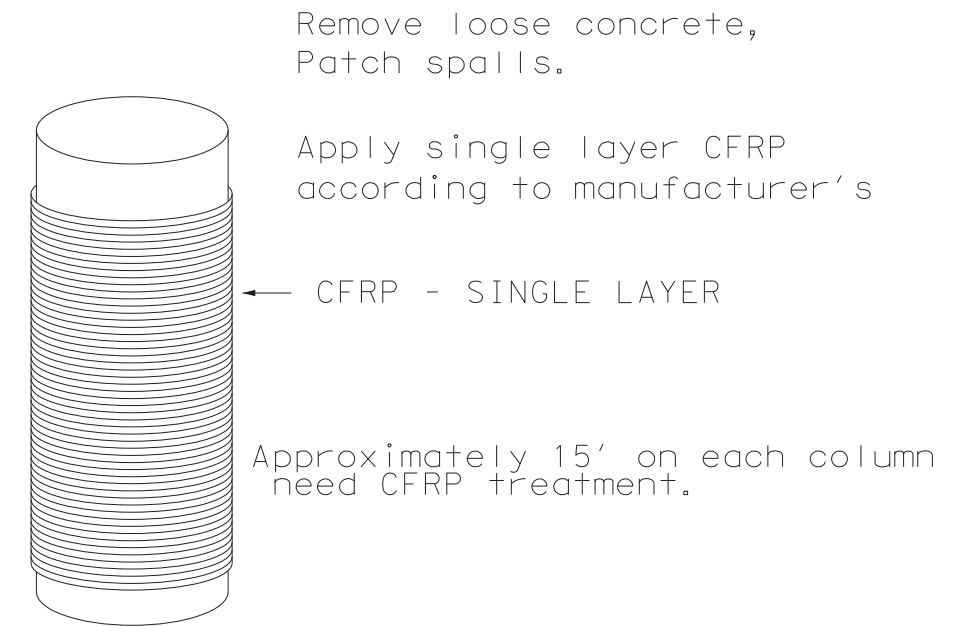 Remove loose concrete,
Patch spalls.
Apply single layer CFRP
according to manufacturer's
CFRP - SINGLE LAYER
Approximately 15' on each column
need CFRP treatment.